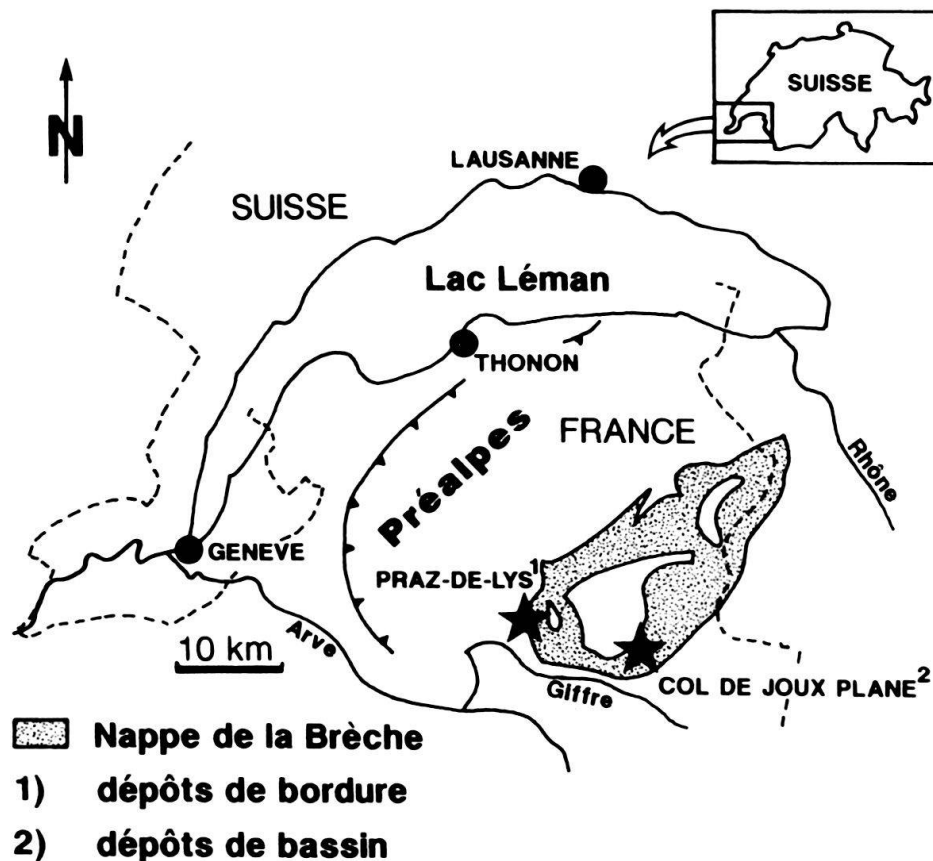 N
SUISSE
LAUSANNE
SUISSE
Lac Léman
THONON
FRANCE
Préalpes
Rhône
GENEVE
PRAZ-DE-LYS¹
10 km
Arve
Giffre
COL DE JOUX PLANE²
Nappe de la Brèche
1) dépôts de bordure
2) dépôts de bassin